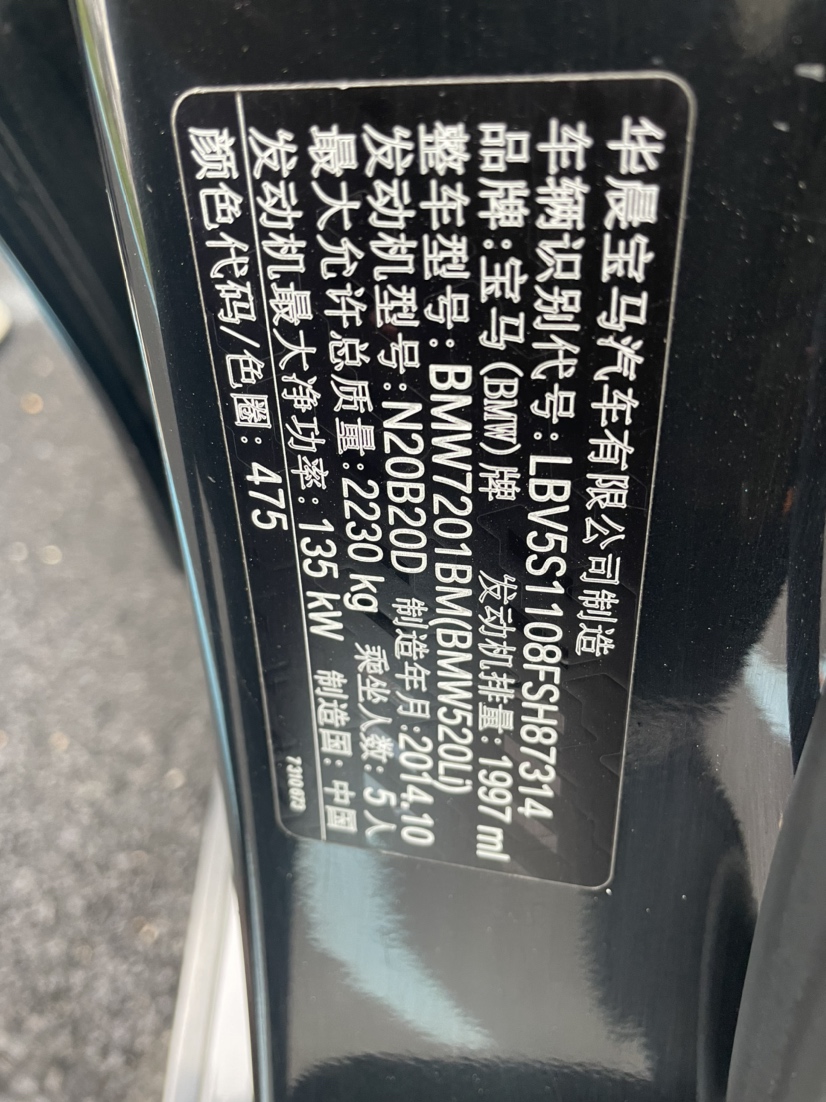 华晨宝马汽车有限公司制造
车辆识别代号:LBV5S1108FSH87314
品牌:宝马(BMW)牌 发动机排量:1997 ml
整车型号:BMW7201BM(BMW520Li)
发动机型号:N20B20D 制造年月:2014.10
最大允许总质量:2230 kg 乘坐人数:5人
发动机最大净功率:135 kW 制造国:中国
颜色代码/色圈:475
7310673